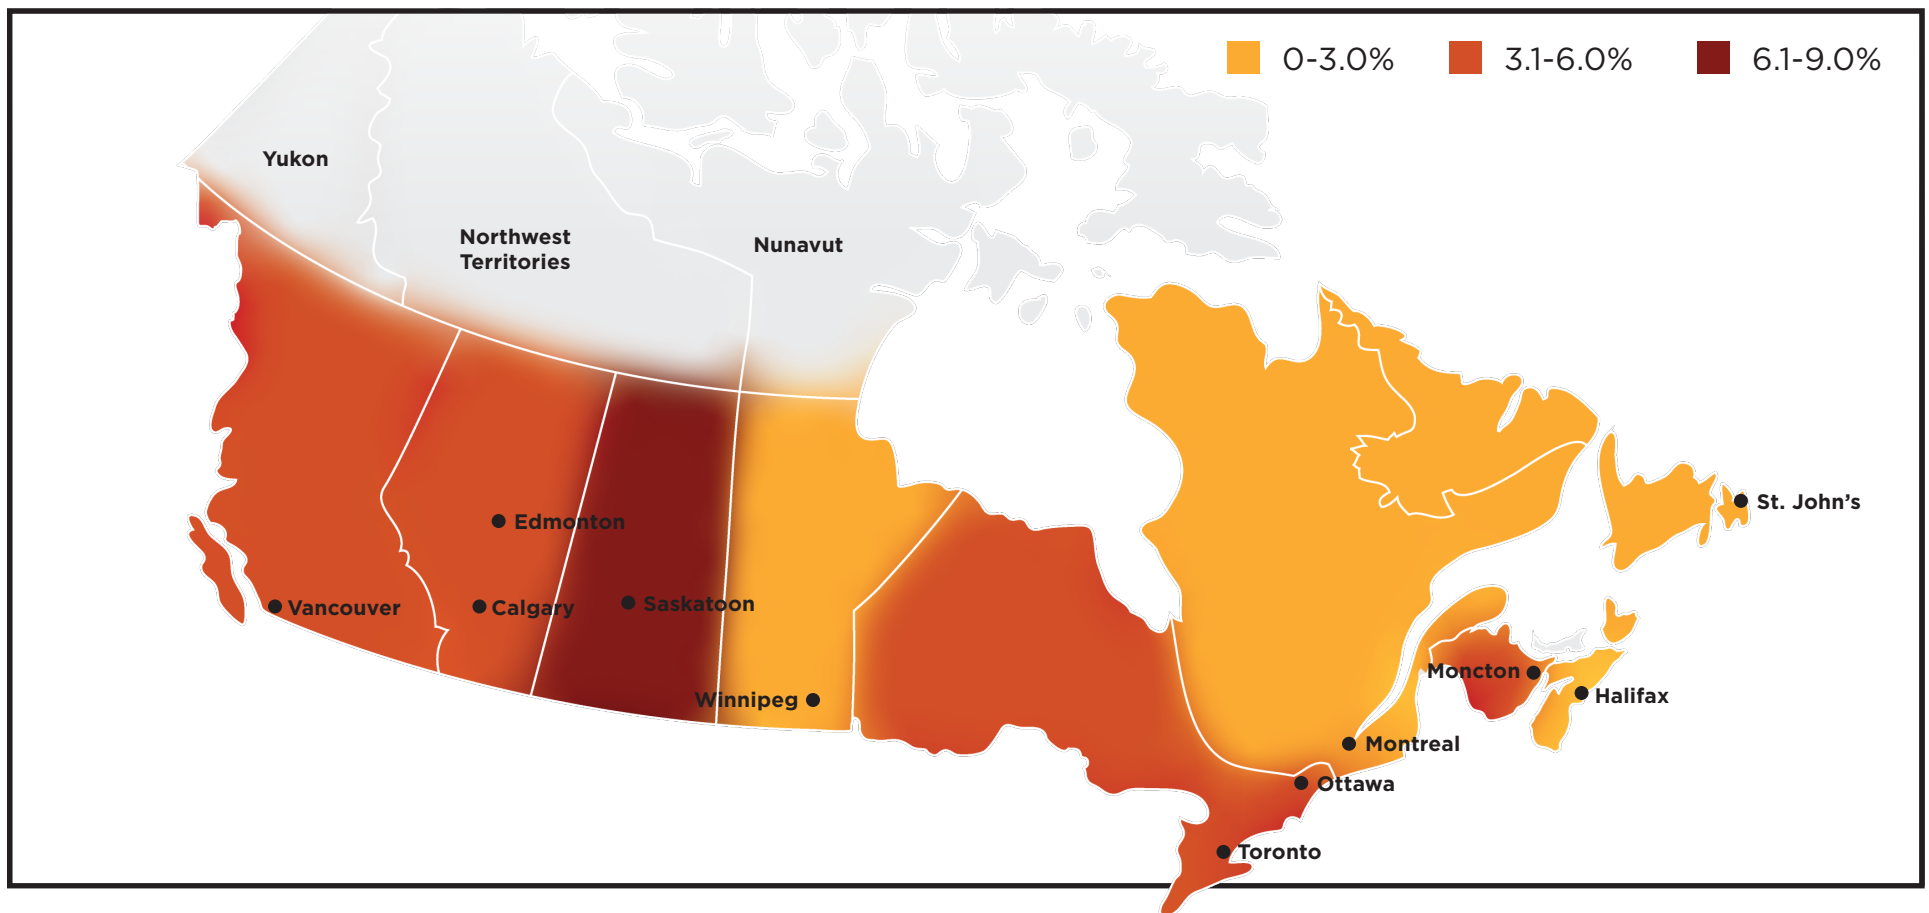 0-3.0%
3.1-6.0%
6.1-9.0%
Yukon
Northwest
Territories
Nunavut
St. John’s
Edmonton
Vancouver
Calgary
Saskatoon
Moncton
Halifax
Winnipeg
Montreal
Ottawa
Toronto